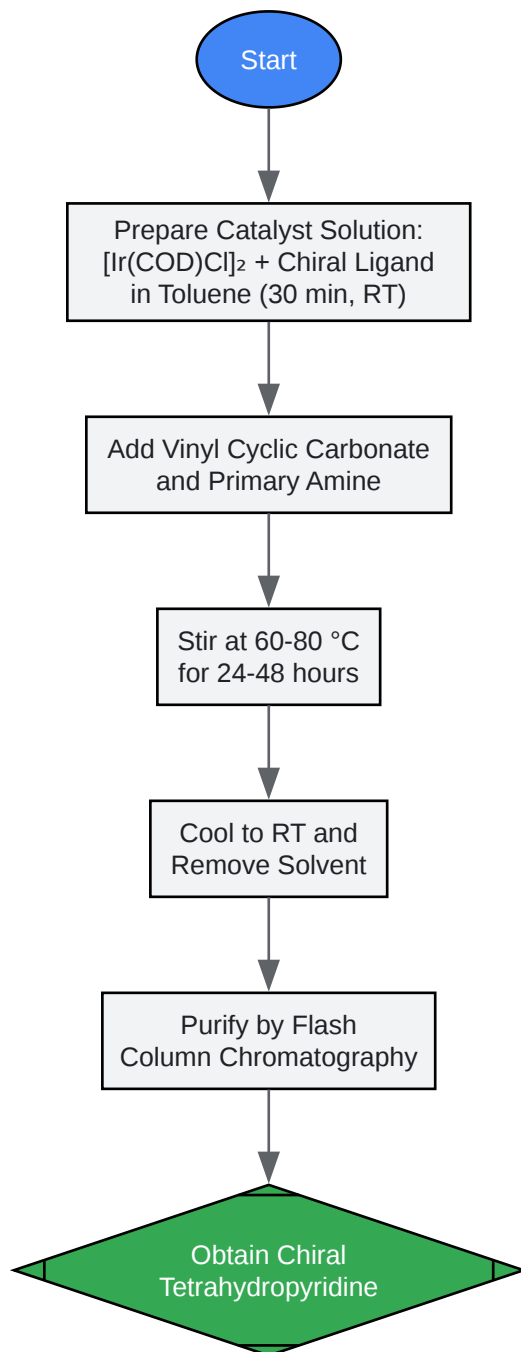 Start
Prepare Catalyst Solution:
[Ir(COD)Cl]₂ + Chiral Ligand
in Toluene (30 min, RT)
Add Vinyl Cyclic Carbonate
and Primary Amine
Stir at 60-80 °C
for 24-48 hours
Cool to RT and
Remove Solvent
Purify by Flash
Column Chromatography
Obtain Chiral
Tetrahydropyridine